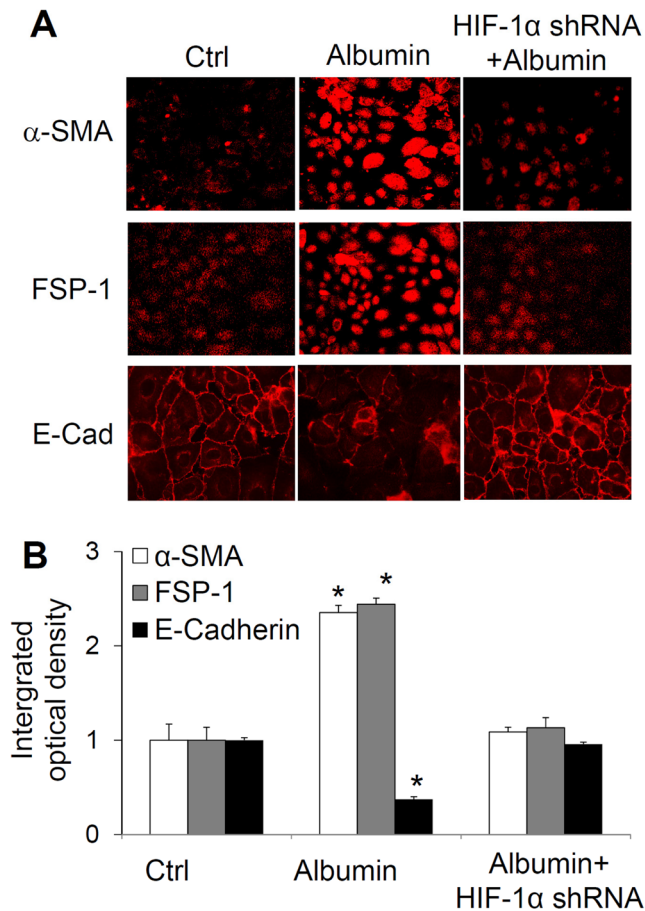 A
Ctrl
Albumin
HIF-1α shRNA
+Albumin
α-SMA
FSP-1
E-Cad
B
Intergrated
optical density
3
2
1
0
α-SMA
FSP-1
E-Cadherin
* *
*
Ctrl
Albumin
Albumin+
HIF-1α shRNA